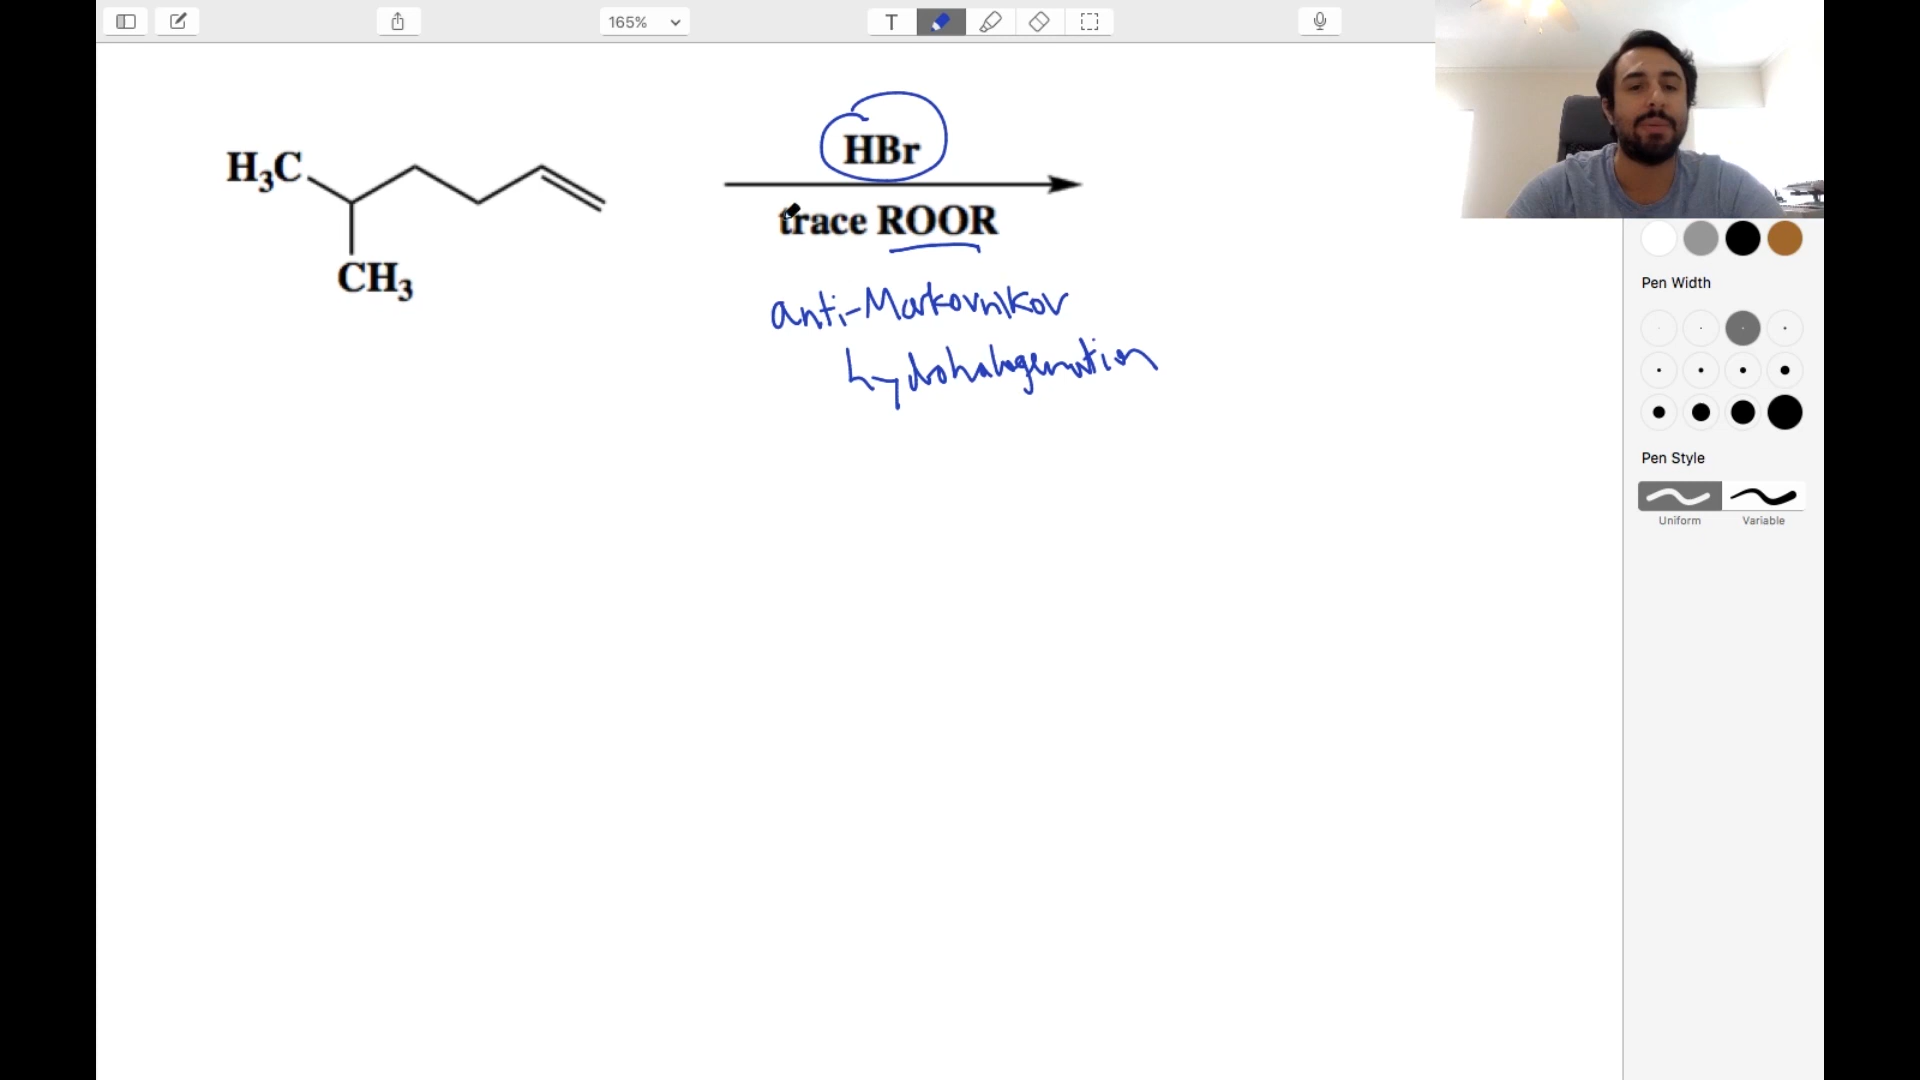 165%
T
H₃C
CH₃
HBr
trace ROOR
anti-Markovnikov
hydrohalogenation
Pen Width
Pen Style
Uniform
Variable